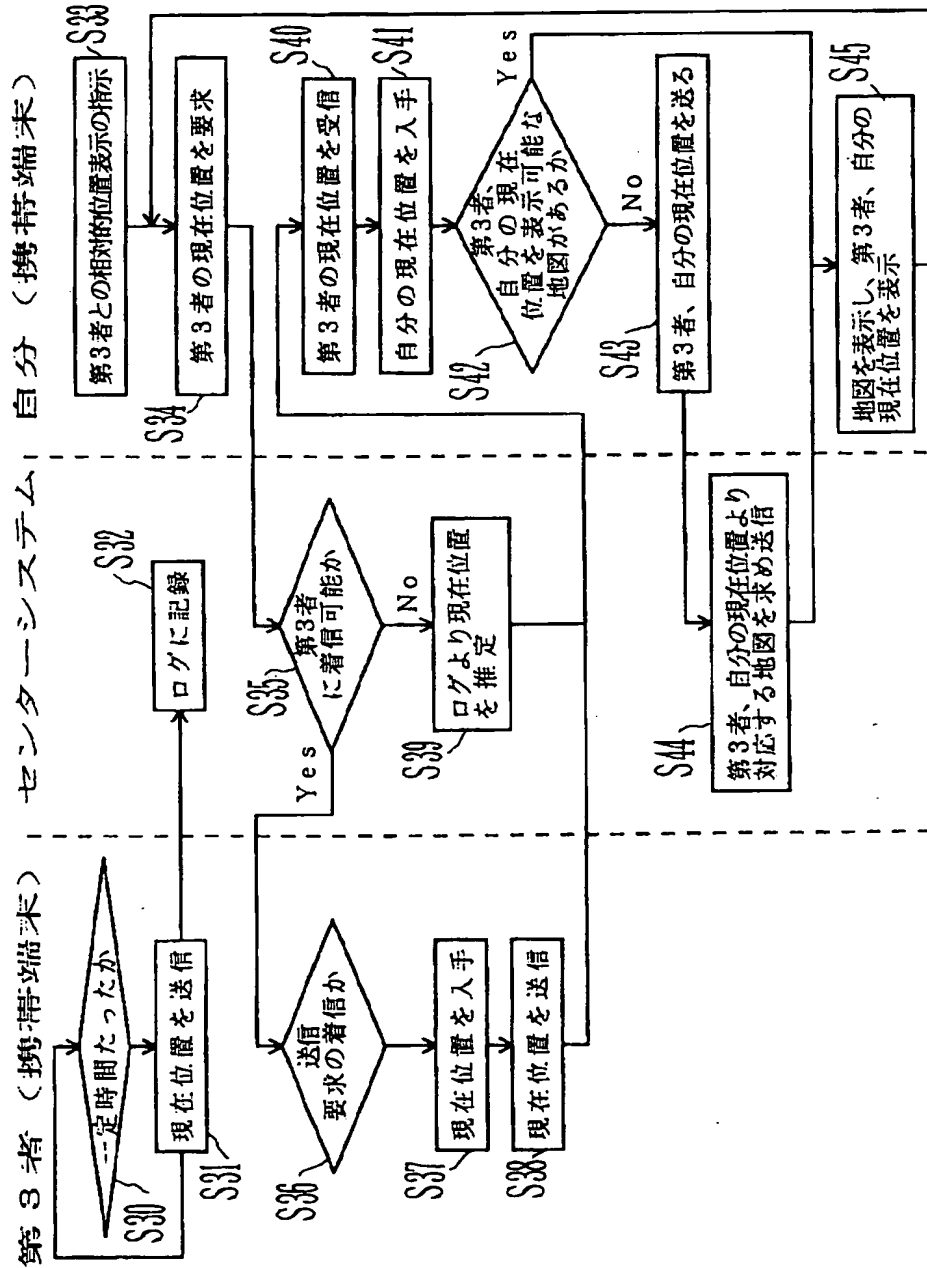 第3者（携帯端末）
一定時間たったか
S30
現在位置を送信
S31
送信
要求の着信か
S36
現在位置を入手
S37
現在位置を送信
S38
センターシステム
ログに記録
S32
第3者
に着信可能か
S35
Yes
No
ログより現在位置
を推定
S39
第3者、自分の現在位置より
対応する地図を求め送信
S44
自分（携帯端末）
第3者との相対的位置表示の指示
S33
第3者の現在位置を要求
S34
第3者の現在位置を受信
S40
自分の現在位置を入手
S41
第3者、
自分の現在
位置を表示可能な
地図があるか
S42
Yes
No
第3者、自分の現在位置を送る
S43
地図を表示し、第3者、自分の
現在位置を表示
S45